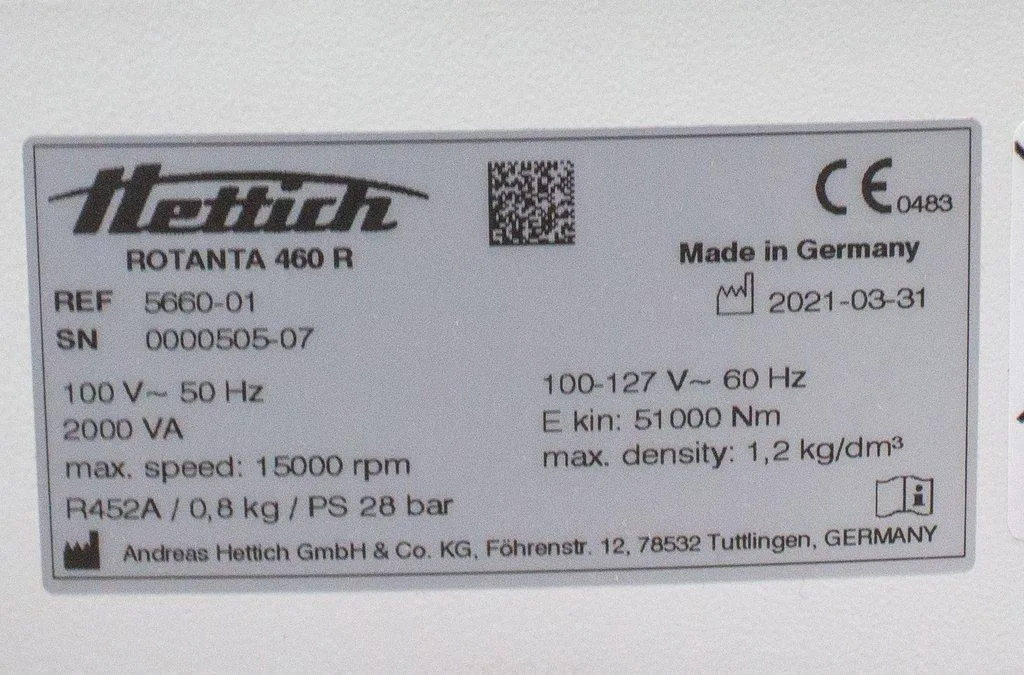 Hettich
ROTANTA 460 R
REF 5660-01
SN 0000505-07
CE 0483
Made in Germany
2021-03-31
100 V~ 50 Hz
2000 VA
max. speed: 15000 rpm
R452A / 0,8 kg / PS 28 bar
100-127 V~ 60 Hz
E kin: 51000 Nm
max. density: 1,2 kg/dm³
Andreas Hettich GmbH & Co. KG, Föhrenstr. 12, 78532 Tuttlingen, GERMANY